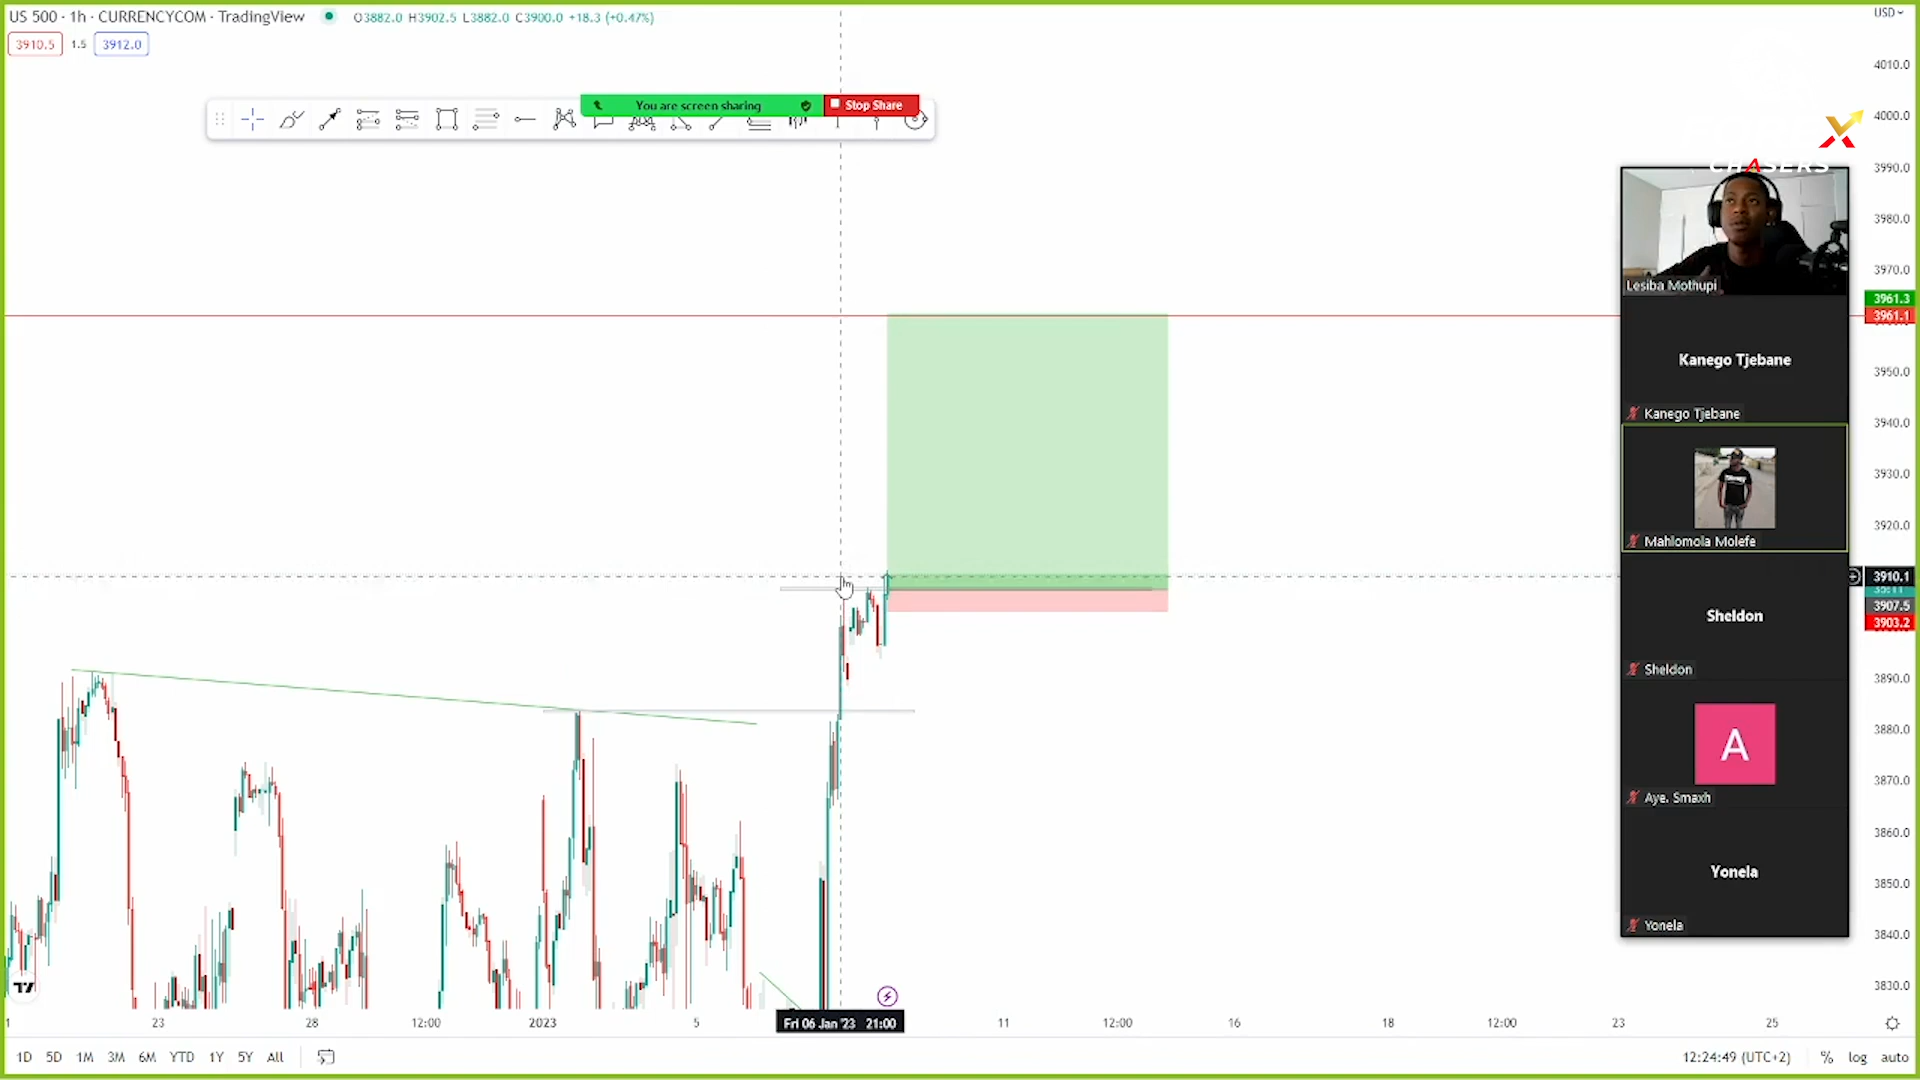 US 500 · 1h · CURRENCYCOM · TradingView O3882.0 H3902.5 L3882.0 C3900.0 +18.3 (+0.47%)
USD
3910.5 1.5 3912.0
You are screen sharing Stop Share
4010.0
4000.0
X
CHASERS
3990.0
3980.0
3970.0
Lesiba Mothupi
3961.3
3961.1
Kanego Tjebane
3950.0
Kanego Tjebane
3940.0
3930.0
3920.0
Mahlomola Molefe
3910.1
3907.5
Sheldon
3903.2
Sheldon
3890.0
3880.0
A
3870.0
Aye. Smaxh
3860.0
Yonela
3850.0
Yonela
3840.0
3830.0
23 28 12:00 2023 5 Fri 06 Jan '23 21:00 11 12:00 16 18 12:00 23 25
1D 5D 1M 3M 6M YTD 1Y 5Y All 12:24:49 (UTC+2) % log auto